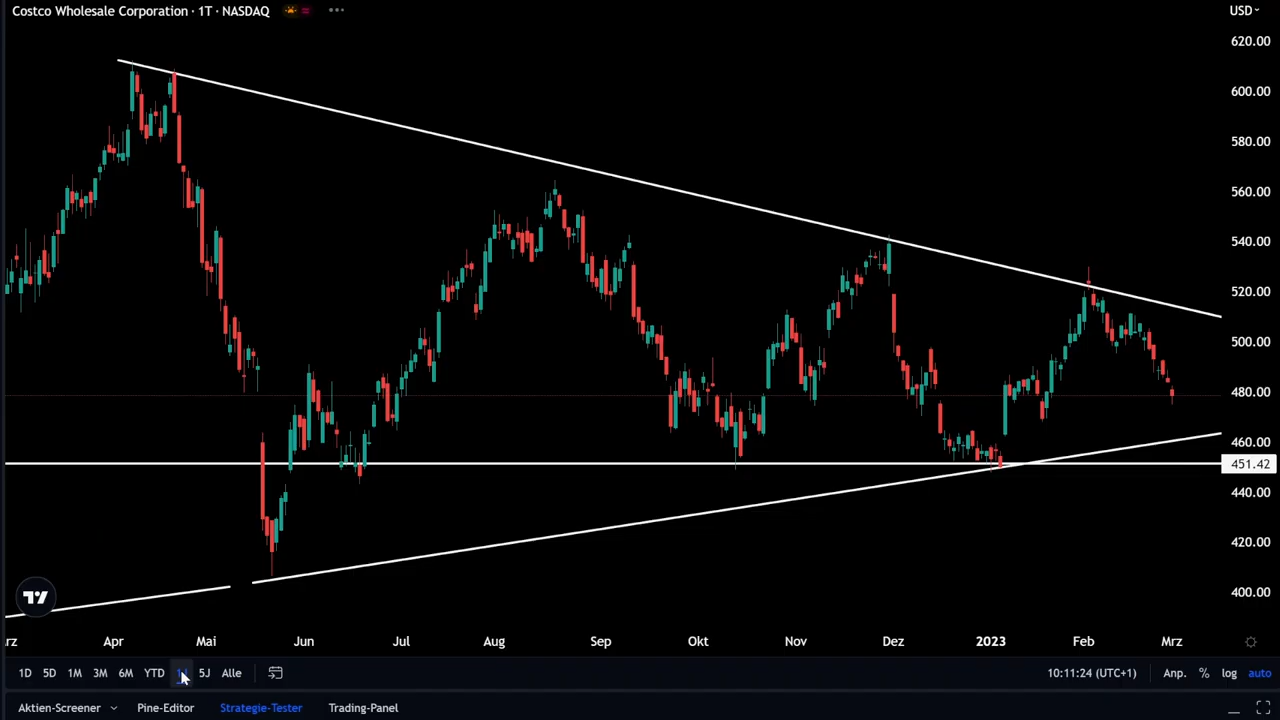 Costco Wholesale Corporation · 1T · NASDAQ
USD
620.00
600.00
580.00
560.00
540.00
520.00
500.00
480.00
460.00
451.42
440.00
420.00
400.00
Apr Mai Jun Jul Aug Sep Okt Nov Dez 2023 Feb Mrz
1D 5D 1M 3M 6M YTD 1J 5J Alle 10:11:24 (UTC+1) Anp. % log auto
Aktien-Screener Pine-Editor Strategie-Tester Trading-Panel